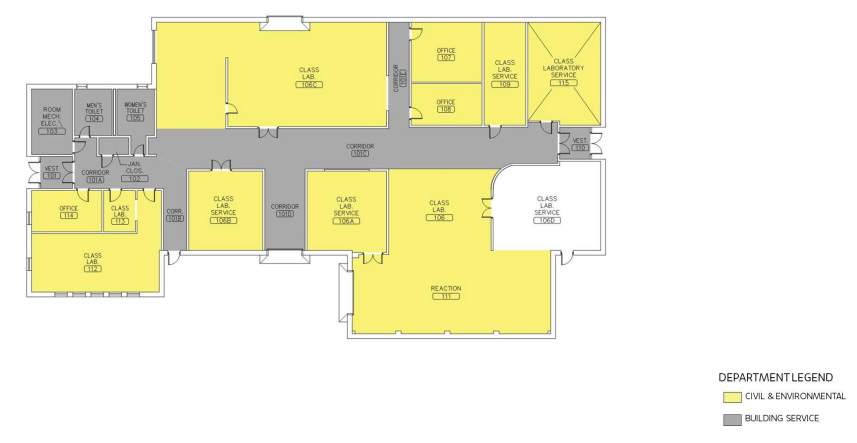 CLASS
LAB.
106C
CORRIDOR
101E
OFFICE
107
CLASS
LAB.
SERVICE
109
CLASS
LABORATORY
SERVICE
115
OFFICE
108
ROOM
MECH.
ELEC.
103
MEN'S
TOILET
104
WOMEN'S
TOILET
105
CORRIDOR
101C
VEST.
110
VEST
101
CORRIDOR
101A
JAN.
CLOS.
102
OFFICE
114
CLASS
LAB.
113
CORR.
101B
CLASS
LAB.
SERVICE
106B
CORRIDOR
101D
CLASS
LAB.
SERVICE
106A
CLASS
LAB.
106
CLASS
LAB.
SERVICE
106D
CLASS
LAB.
112
REACTION
111
DEPARTMENT LEGEND
CIVIL & ENVIRONMENTAL
BUILDING SERVICE